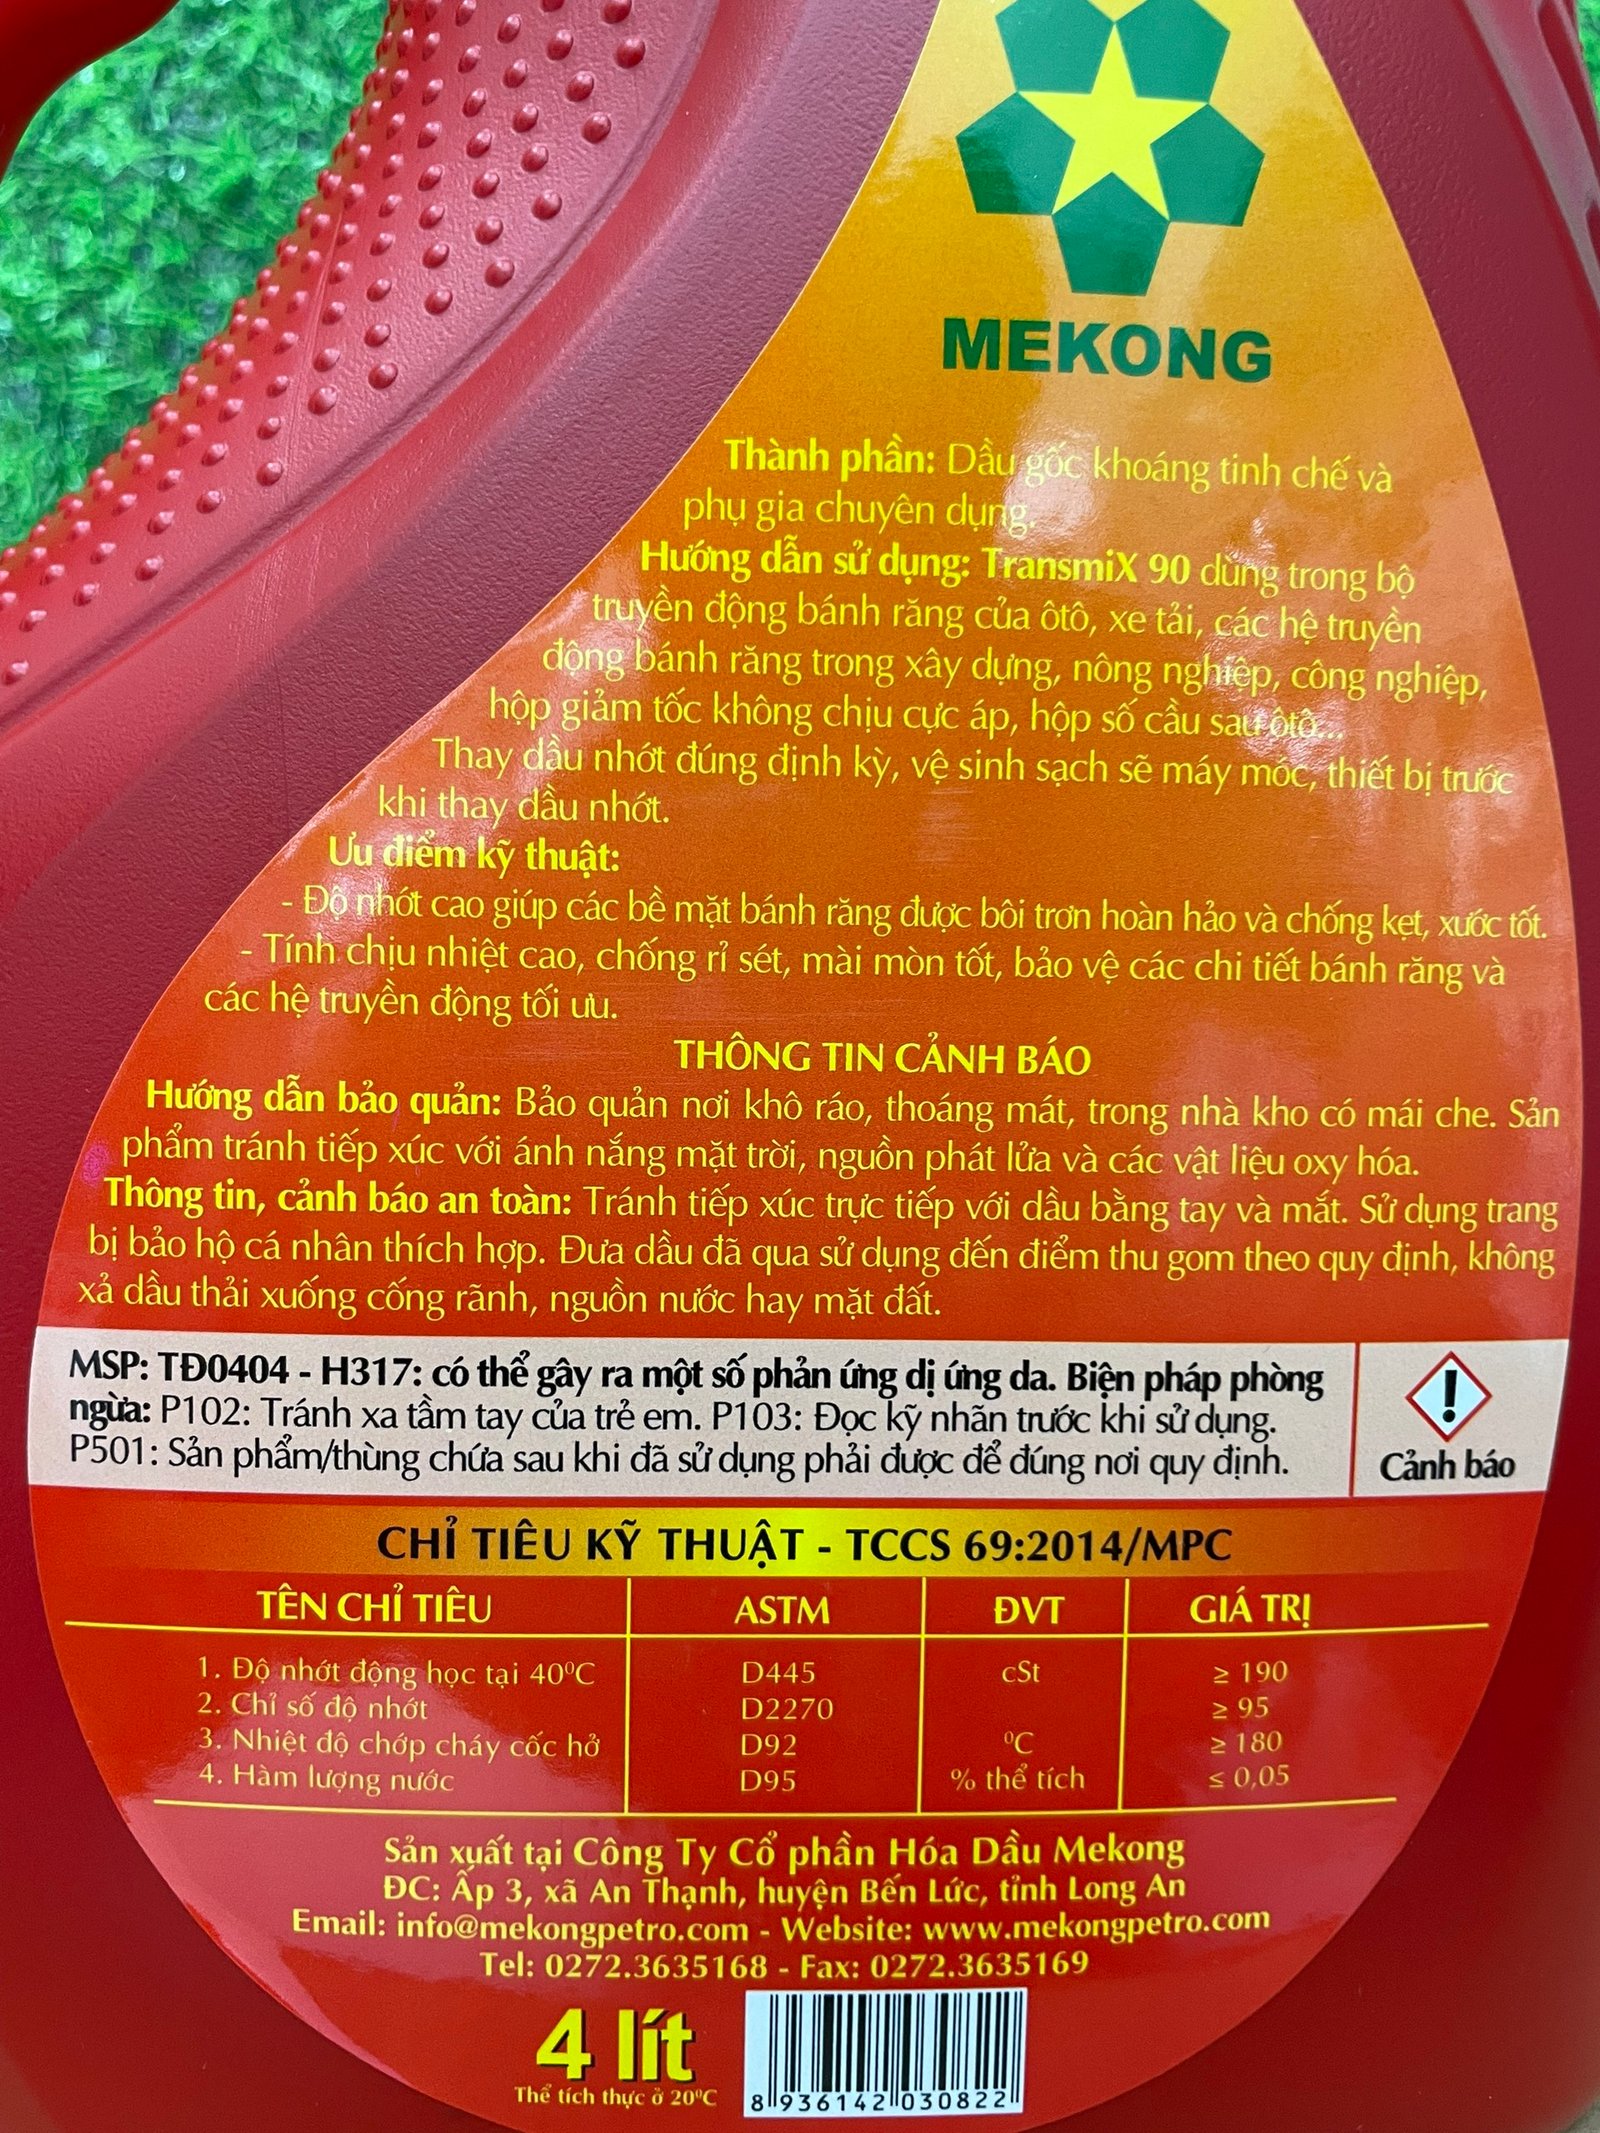 MEKONG
Thành phần: Dầu gốc khoáng tinh chế và
phụ gia chuyên dụng.
Hướng dẫn sử dụng: TransmiX 90 dùng trong bộ
truyền động bánh răng của ôtô, xe tải, các hệ truyền
động bánh răng trong xây dựng, nông nghiệp, công nghiệp,
hộp giảm tốc không chịu cực áp, hộp số cầu sau ôtô...
Thay dầu nhớt đúng định kỳ, vệ sinh sạch sẽ máy móc, thiết bị trước
khi thay dầu nhớt.
Ưu điểm kỹ thuật:
- Độ nhớt cao giúp các bề mặt bánh răng được bôi trơn hoàn hảo và chống kẹt, xước tốt.
- Tính chịu nhiệt cao, chống rỉ sét, mài mòn tốt, bảo vệ các chi tiết bánh răng và
các hệ truyền động tối ưu.
THÔNG TIN CẢNH BÁO
Hướng dẫn bảo quản: Bảo quản nơi khô ráo, thoáng mát, trong nhà kho có mái che. Sản
phẩm tránh tiếp xúc với ánh nắng mặt trời, nguồn phát lửa và các vật liệu oxy hóa.
Thông tin, cảnh báo an toàn: Tránh tiếp xúc trực tiếp với dầu bằng tay và mắt. Sử dụng trang
bị bảo hộ cá nhân thích hợp. Đưa dầu đã qua sử dụng đến điểm thu gom theo quy định, không
xả dầu thải xuống cống rãnh, nguồn nước hay mặt đất.
MSP: TĐ0404 - H317: có thể gây ra một số phản ứng dị ứng da. Biện pháp phòng
ngừa: P102: Tránh xa tầm tay của trẻ em. P103: Đọc kỹ nhãn trước khi sử dụng.
P501: Sản phẩm/thùng chứa sau khi đã sử dụng phải được để đúng nơi quy định.
Cảnh báo
CHỈ TIÊU KỸ THUẬT - TCCS 69:2014/MPC
TÊN CHỈ TIÊU ASTM ĐVT GIÁ TRỊ
1. Độ nhớt động học tại 40⁰C D445 cSt ≥ 190
2. Chỉ số độ nhớt D2270 ≥ 95
3. Nhiệt độ chớp cháy cốc hở D92 ⁰C ≥ 180
4. Hàm lượng nước D95 % thể tích ≤ 0,05
Sản xuất tại Công Ty Cổ phần Hóa Dầu Mekong
ĐC: Ấp 3, xã An Thạnh, huyện Bến Lức, tỉnh Long An
Email: info@mekongpetro.com - Website: www.mekongpetro.com
Tel: 0272.3635168 - Fax: 0272.3635169
4 lít
Thể tích thực ở 20⁰C
8 936142 030822